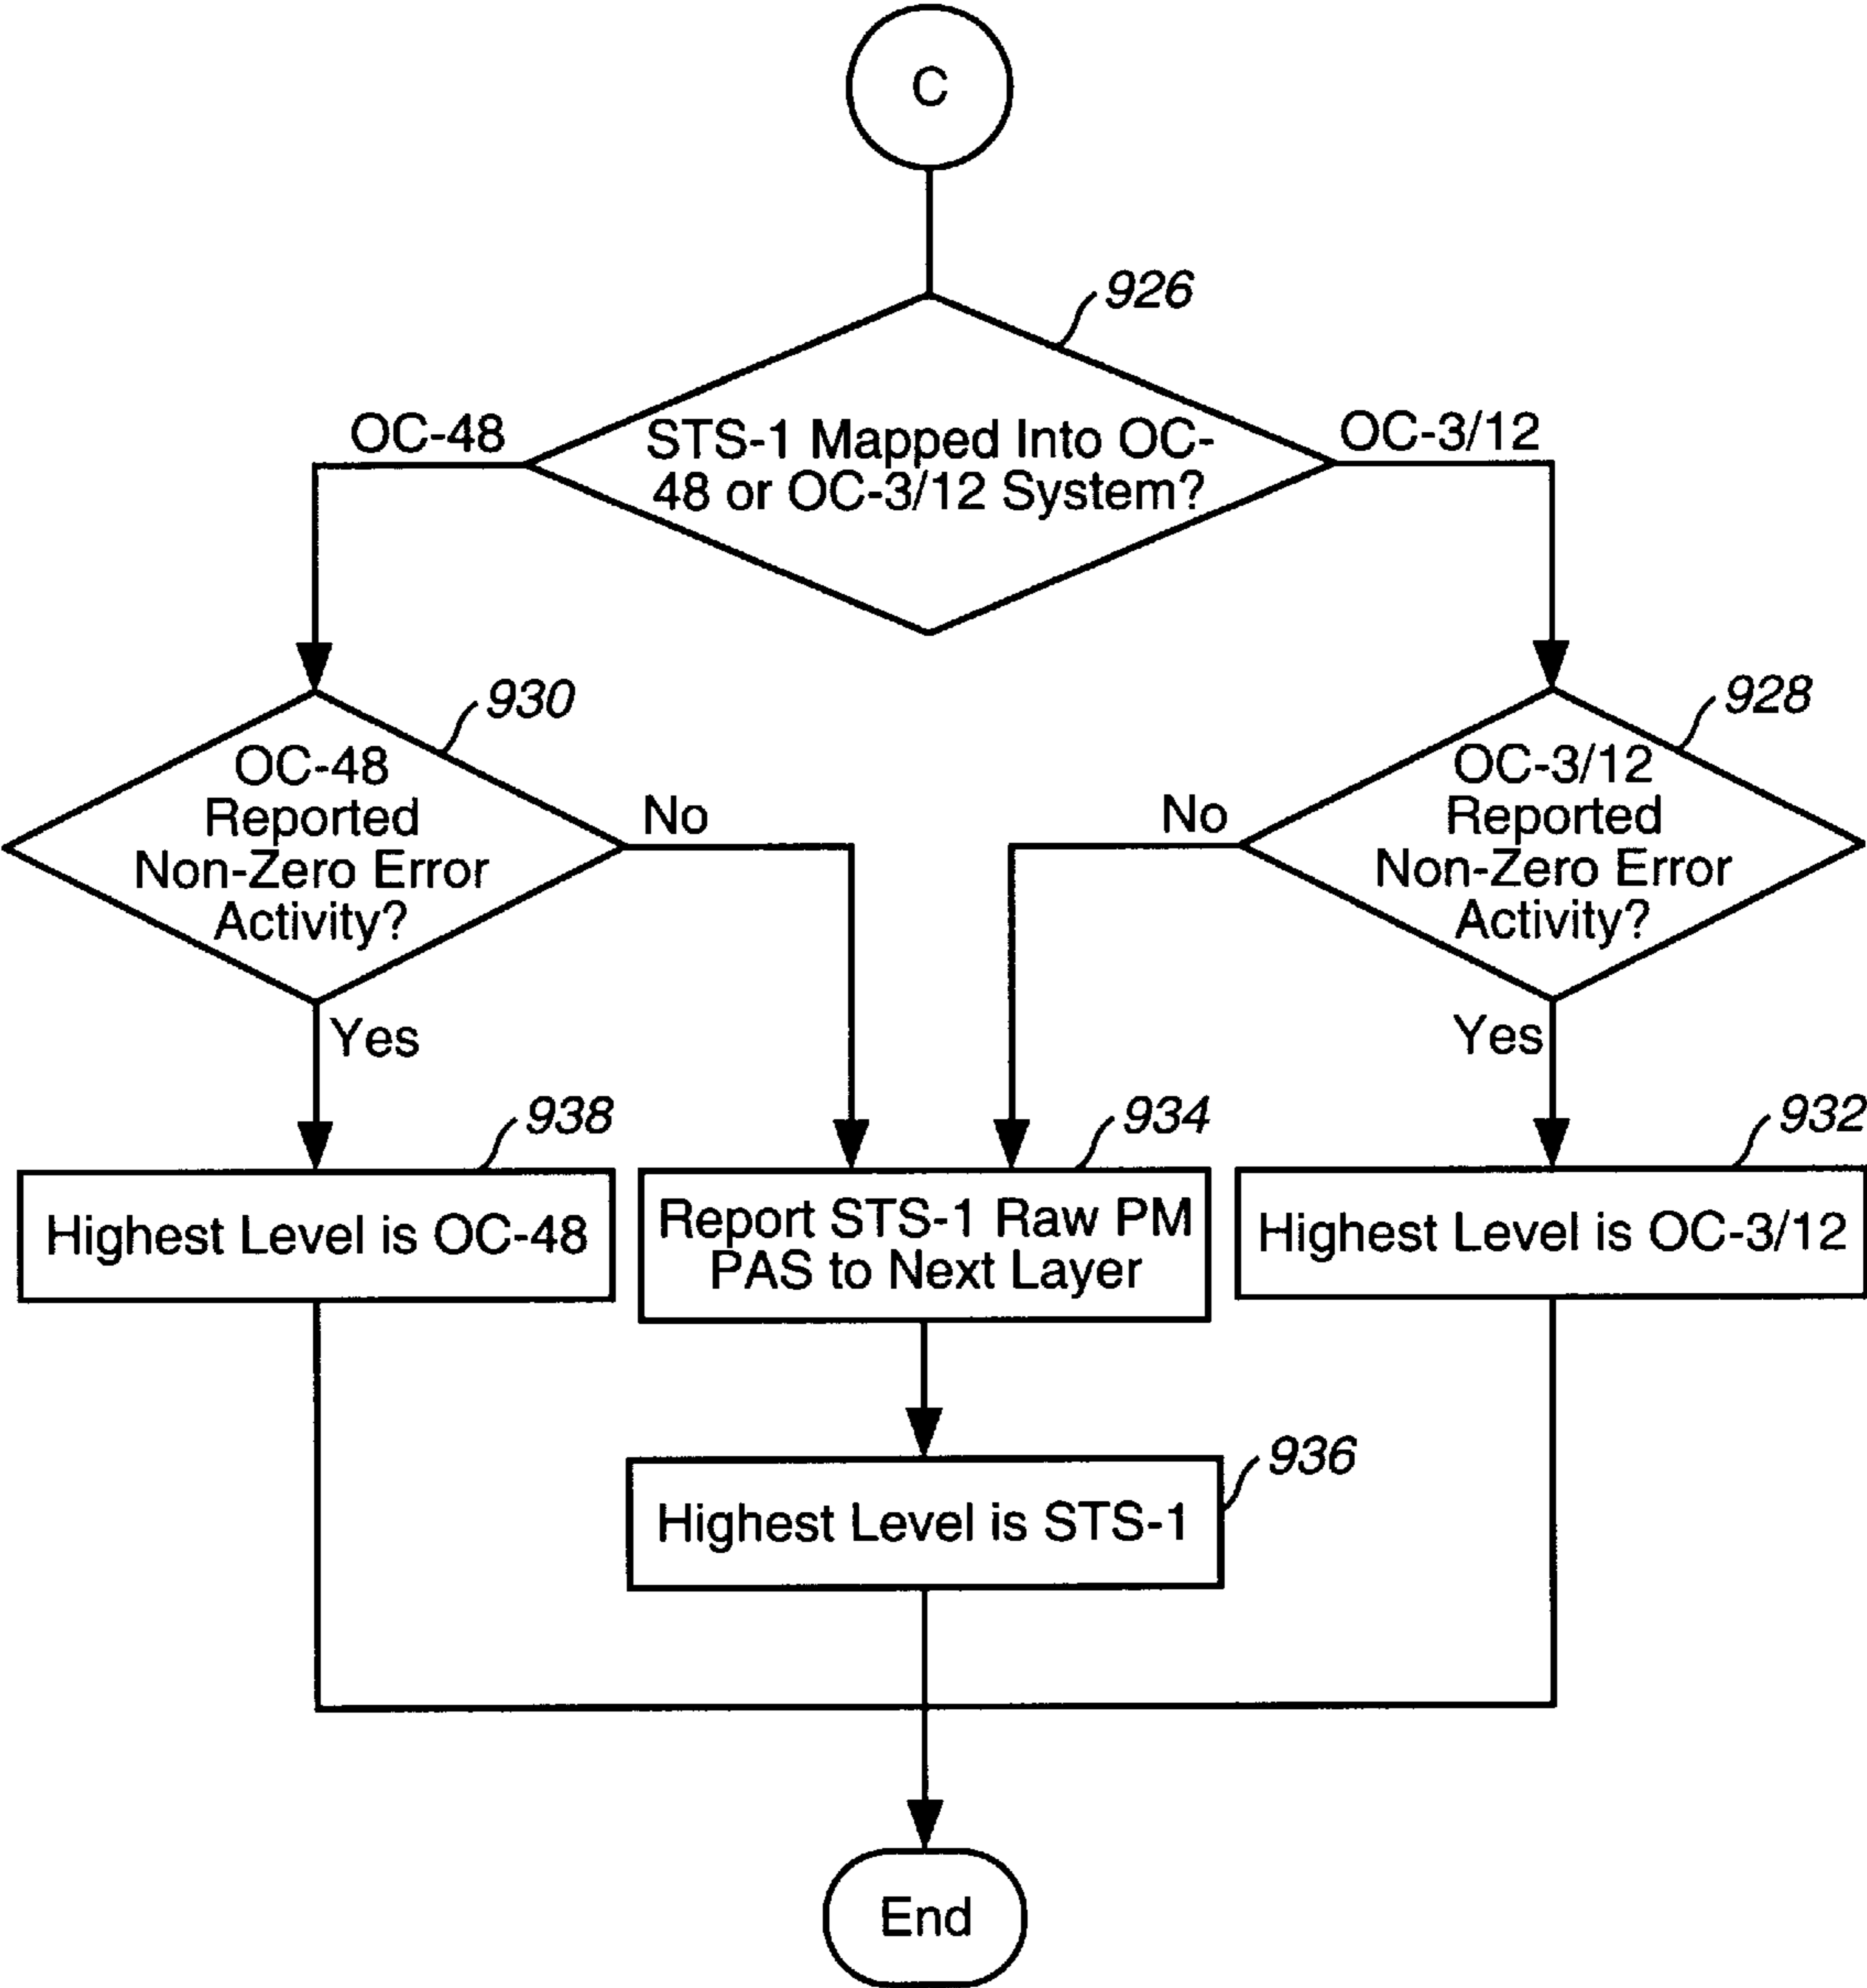 C
926
OC-48
STS-1 Mapped Into OC-
48 or OC-3/12 System?
OC-3/12
930
OC-48
Reported
Non-Zero Error
Activity?
No
Yes
928
OC-3/12
Reported
Non-Zero Error
Activity?
No
Yes
938
Highest Level is OC-48
934
Report STS-1 Raw PM
PAS to Next Layer
932
Highest Level is OC-3/12
936
Highest Level is STS-1
End